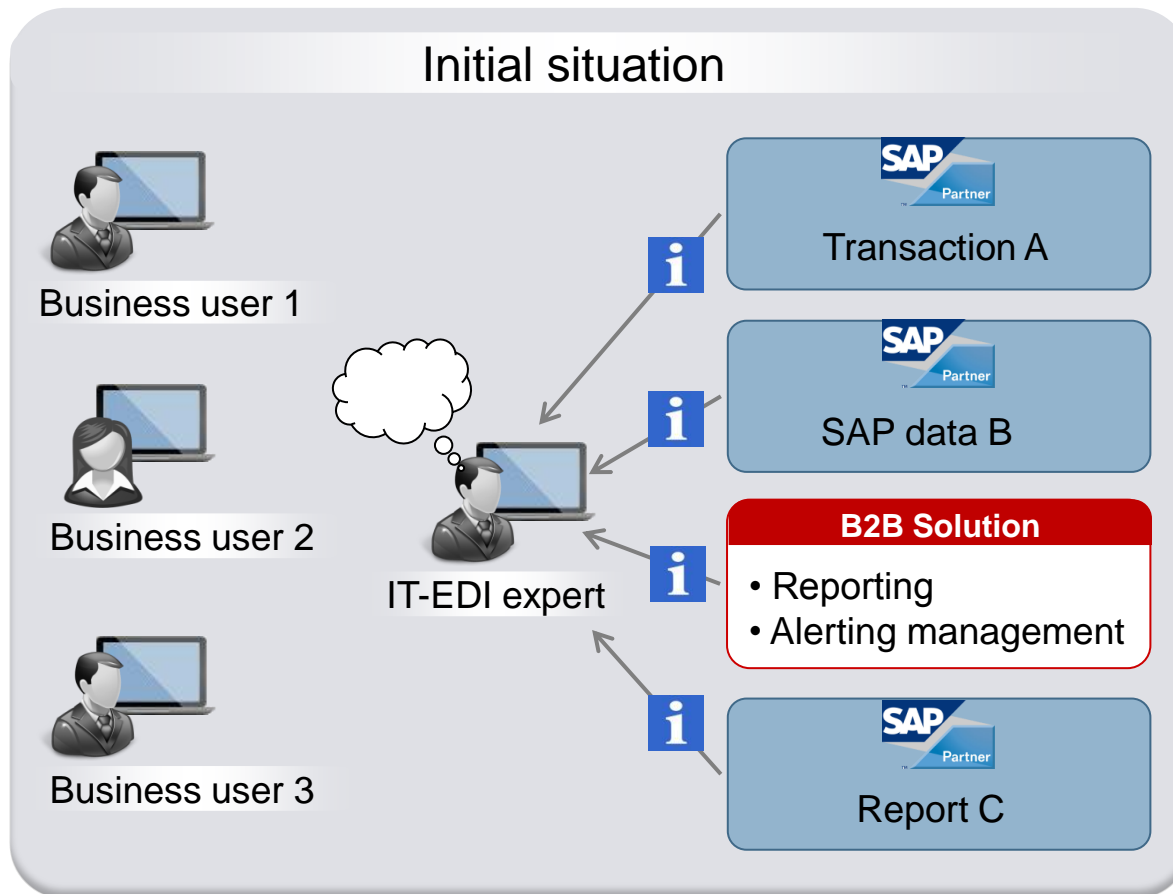 Initial situation
Business user 1
Business user 2
Business user 3
IT-EDI expert
i
i
i
i
SAP
Partner
Transaction A
SAP
Partner
SAP data B
B2B Solution
• Reporting
• Alerting management
SAP
Partner
Report C